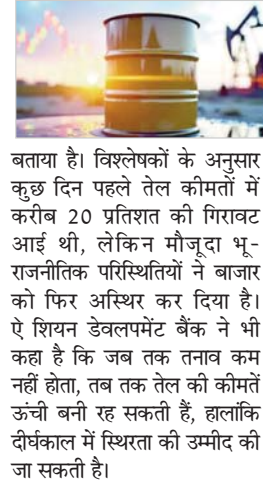 बताया है। विश्लेषकों के अनुसार
कुछ दिन पहले तेल कीमतों में
करीब 20 प्रतिशत की गिरावट
आई थी, लेकिन मौजूदा भू-
राजनीतिक परिस्थितियों ने बाजार
को फिर अस्थिर कर दिया है।
ऐ शियन डेवलपमेंट बैंक ने भी
कहा है कि जब तक तनाव कम
नहीं होता, तब तक तेल की कीमतें
ऊंची बनी रह सकती हैं, हालांकि
दीर्घकाल में स्थिरता की उम्मीद की
जा सकती है।